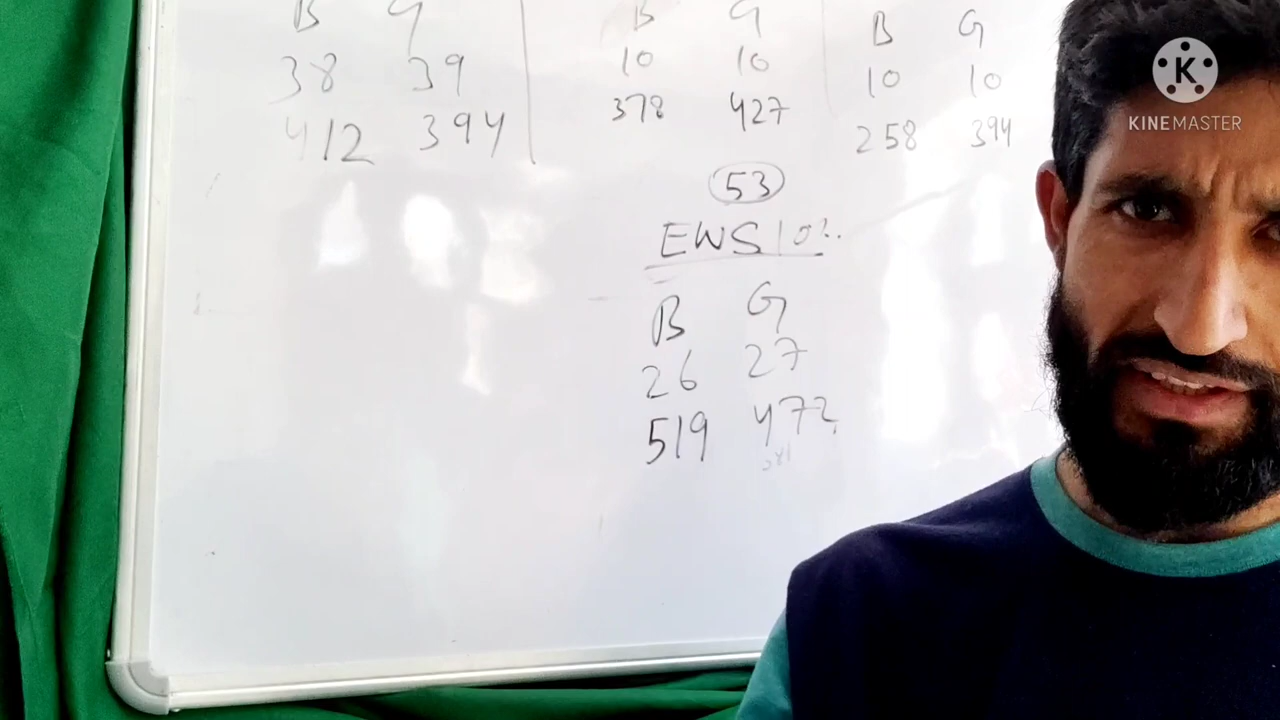 B G
38 39
412 394
B G
10 10
378 427
B G
10 10
258 394
53
EWS 10%
B G
26 27
519 472
K
KINEMASTER